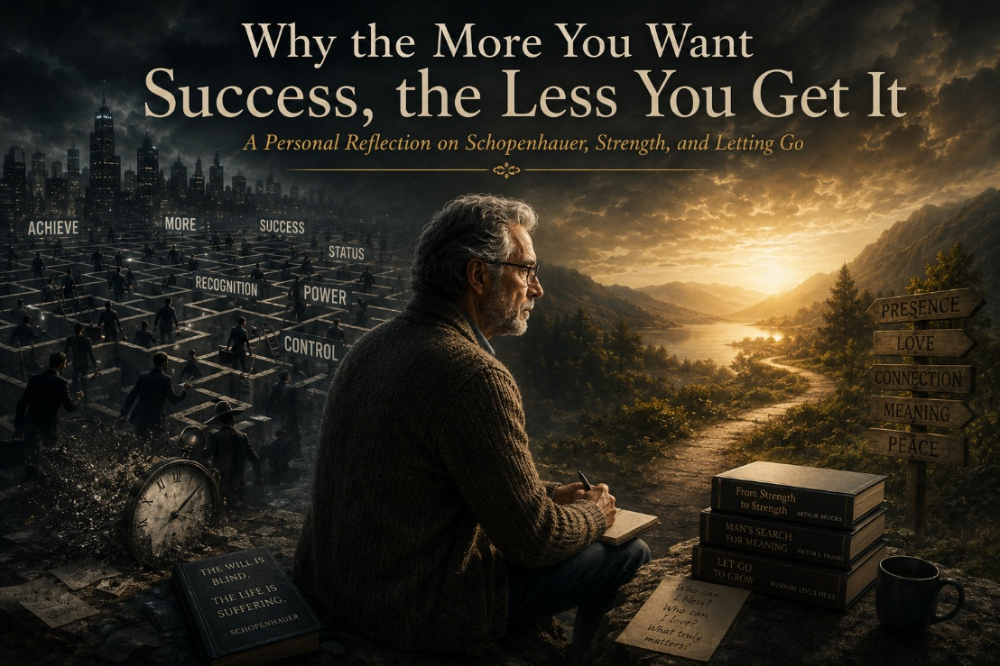 Why the More You Want
Success, the Less You Get It
A Personal Reflection on Schopenhauer, Strength, and Letting Go
ACHIEVE
MORE
SUCCESS
STATUS
RECOGNITION
POWER
CONTROL
PRESENCE
LOVE
CONNECTION
MEANING
PEACE
THE WILL IS
BLIND.
THE LIFE IS
SUFFERING.
–SCHOPENHAUER
From Strength
to Strength
ARTHUR BROOKS
MAN'S SEARCH
FOR MEANING
VIKTOR E. FRANKL
LET GO
TO GROW
WISDOM LIVES HERE
Who can
I bless?
Who can
I love?
What truly
matters?